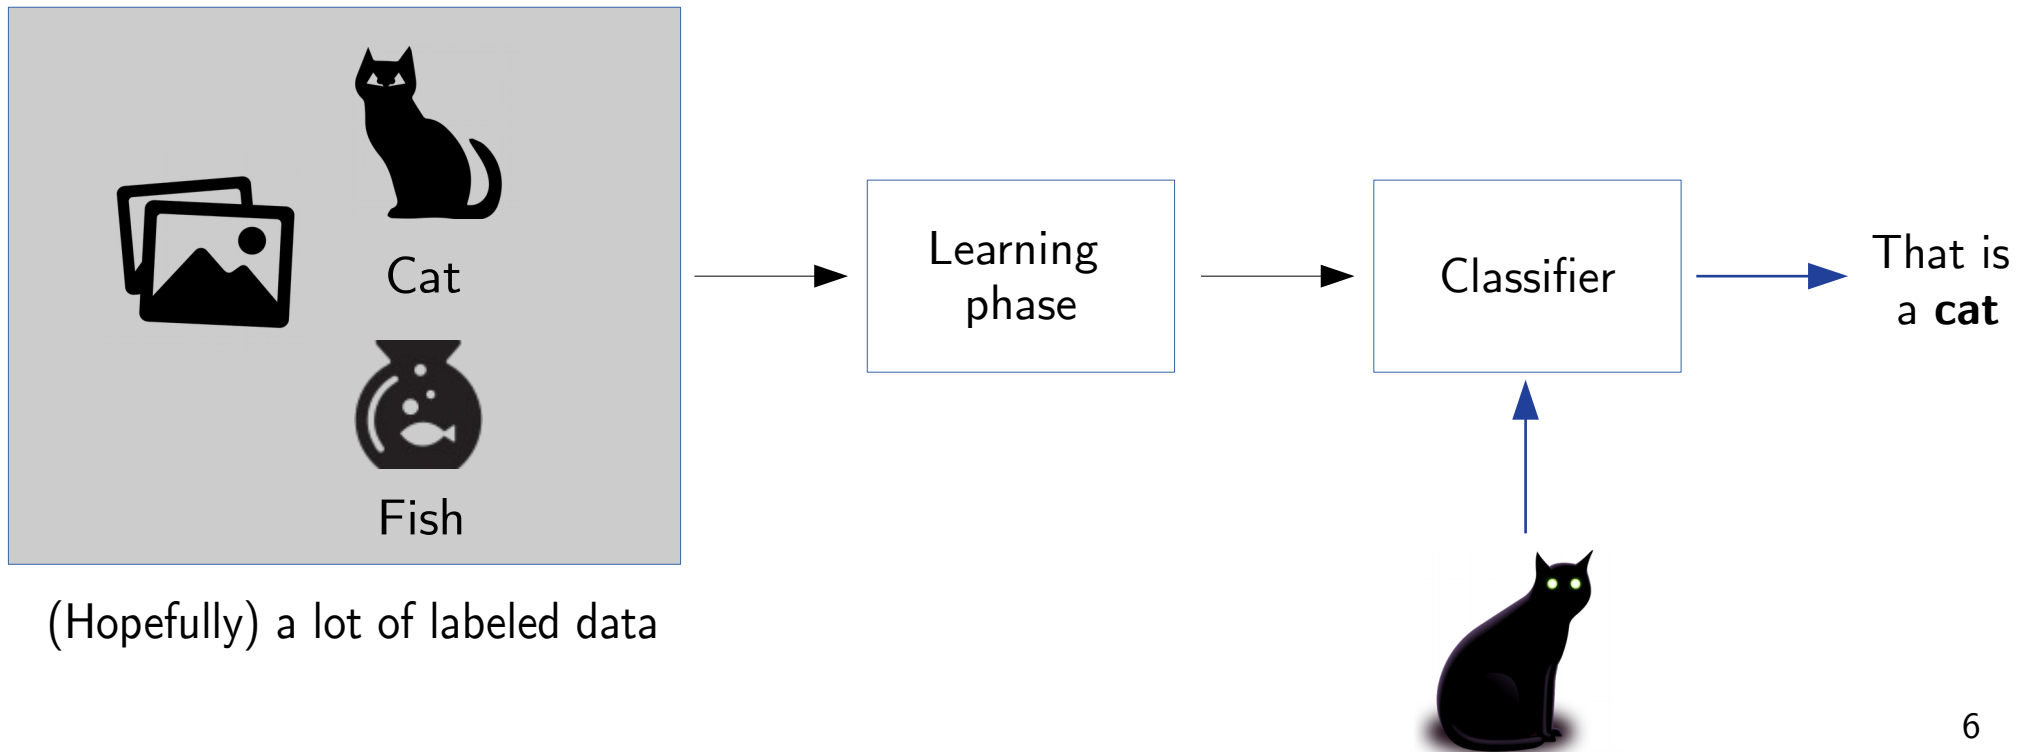 Cat
Fish
(Hopefully) a lot of labeled data
Learning
phase
Classifier
That is
a cat
6